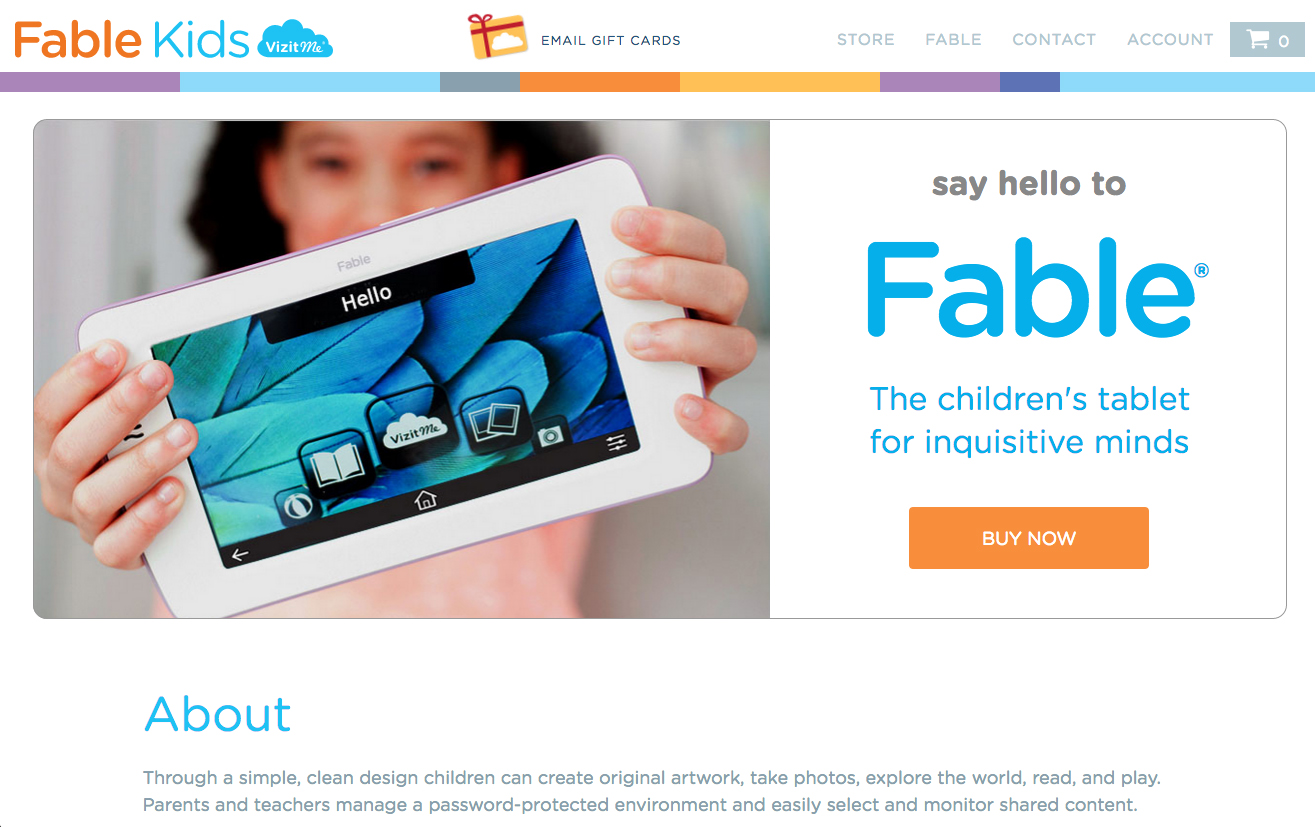 Fable Kids VizitMe®
EMAIL GIFT CARDS
STORE FABLE CONTACT ACCOUNT 0
say hello to
Fable®
The children's tablet
for inquisitive minds
BUY NOW
Fable
Hello
VizitMe
About
Through a simple, clean design children can create original artwork, take photos, explore the world, read, and play.
Parents and teachers manage a password-protected environment and easily select and monitor shared content.